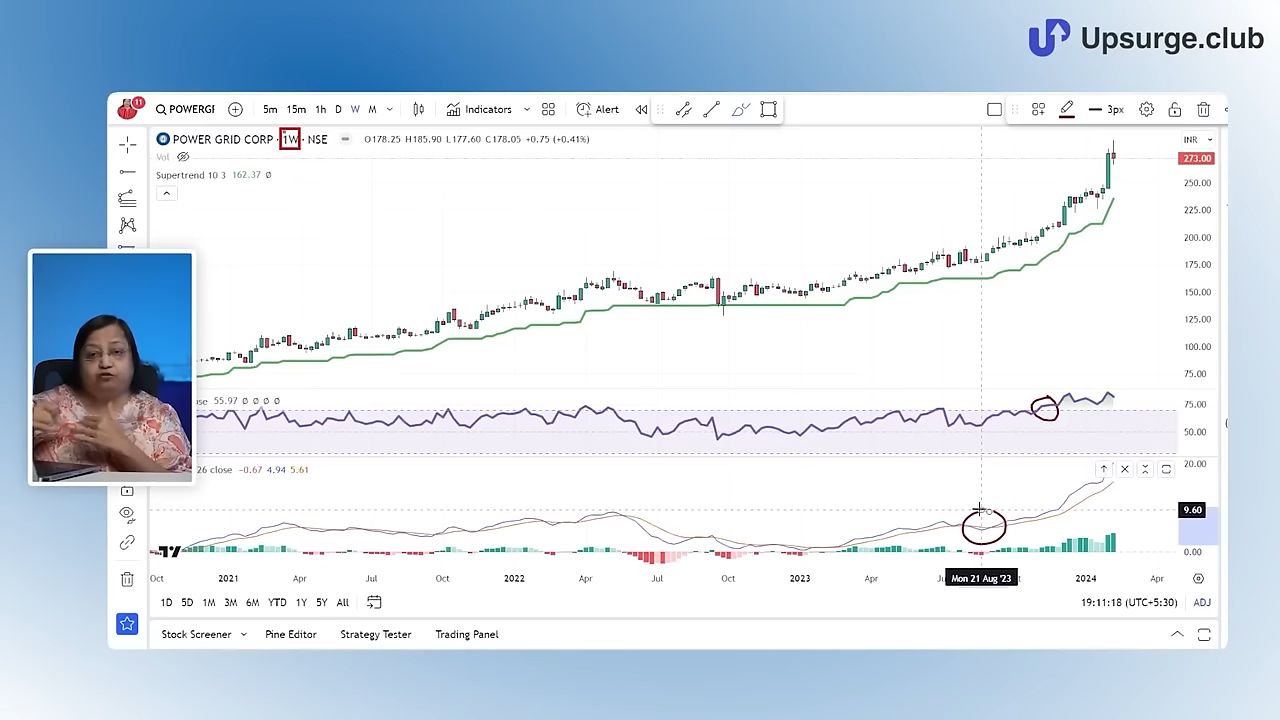 Upsurge.club
11
POWERGI
5m 15m 1h D W M
Indicators
Alert
3px
POWER GRID CORP · 1W · NSE
O178.25 H185.90 L177.60 C178.05 +0.75 (+0.41%)
INR
Vol
273.00
Supertrend 10 3 162.37 Ø
250.00
225.00
200.00
175.00
150.00
125.00
100.00
75.00
55.97 Ø Ø Ø Ø
75.00
50.00
26 close -0.67 4.94 5.61
20.00
9.60
0.00
Oct 2021 Apr Jul Oct 2022 Apr Jul Oct 2023 Apr Mon 21 Aug '23 2024 Apr
1D 5D 1M 3M 6M YTD 1Y 5Y All
19:11:18 (UTC+5:30) ADJ
Stock Screener Pine Editor Strategy Tester Trading Panel